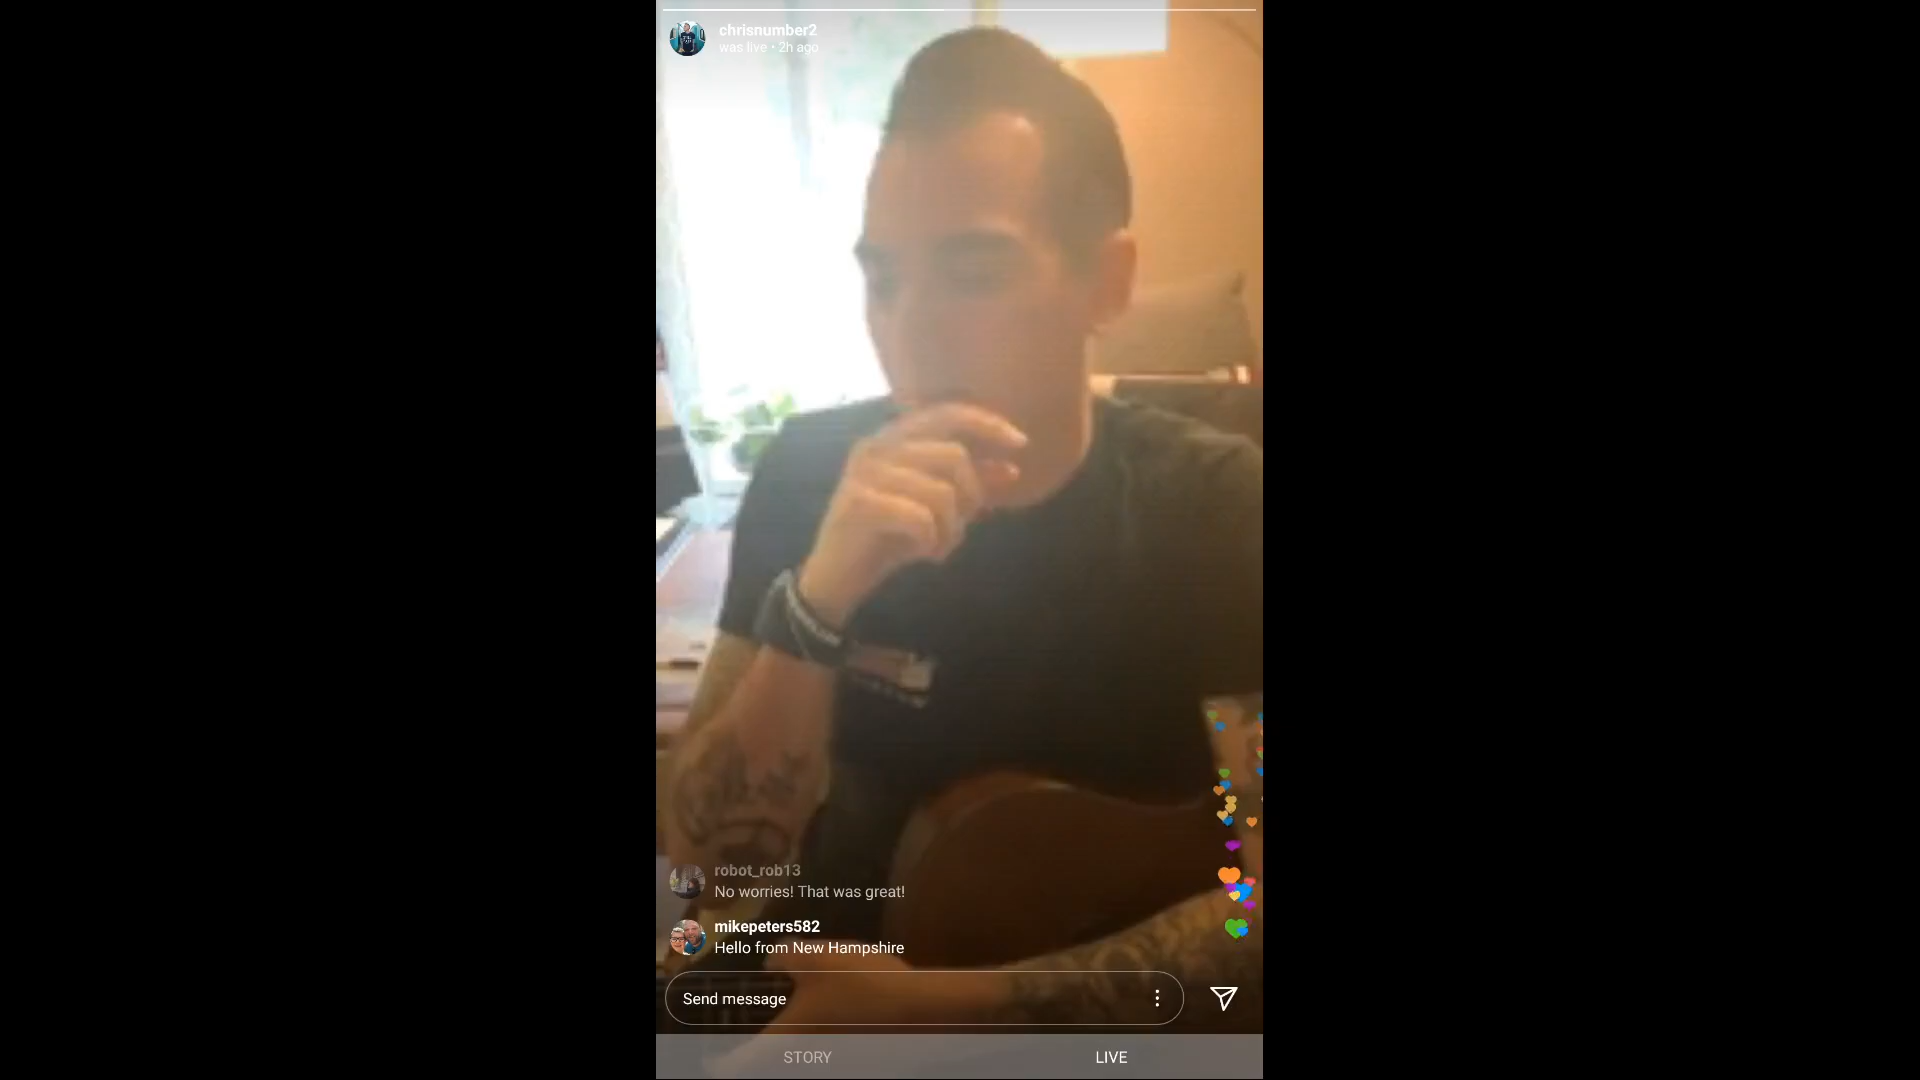 chrisnumber2
was live • 2h ago
robot_rob13
No worries! That was great!
mikepeters582
Hello from New Hampshire
Send message
STORY
LIVE